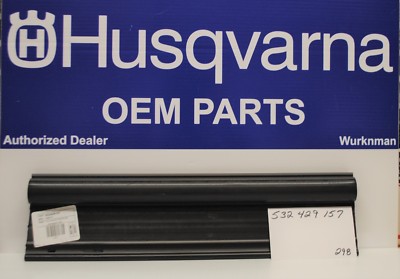 Husqvarna
OEM PARTS
Authorized Dealer
Wurknman
532 429 157
298